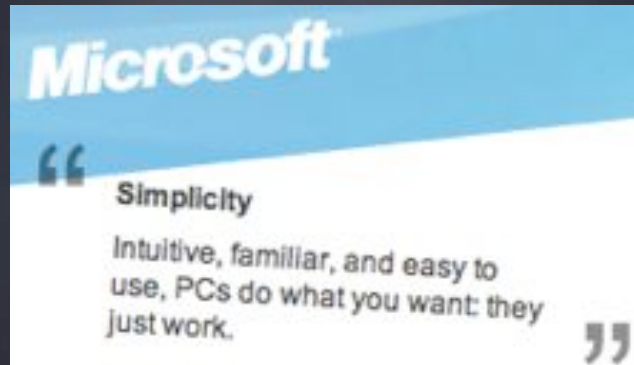 Microsoft
“
Simplicity
Intuitive, familiar, and easy to
use, PCs do what you want: they
just work.
”